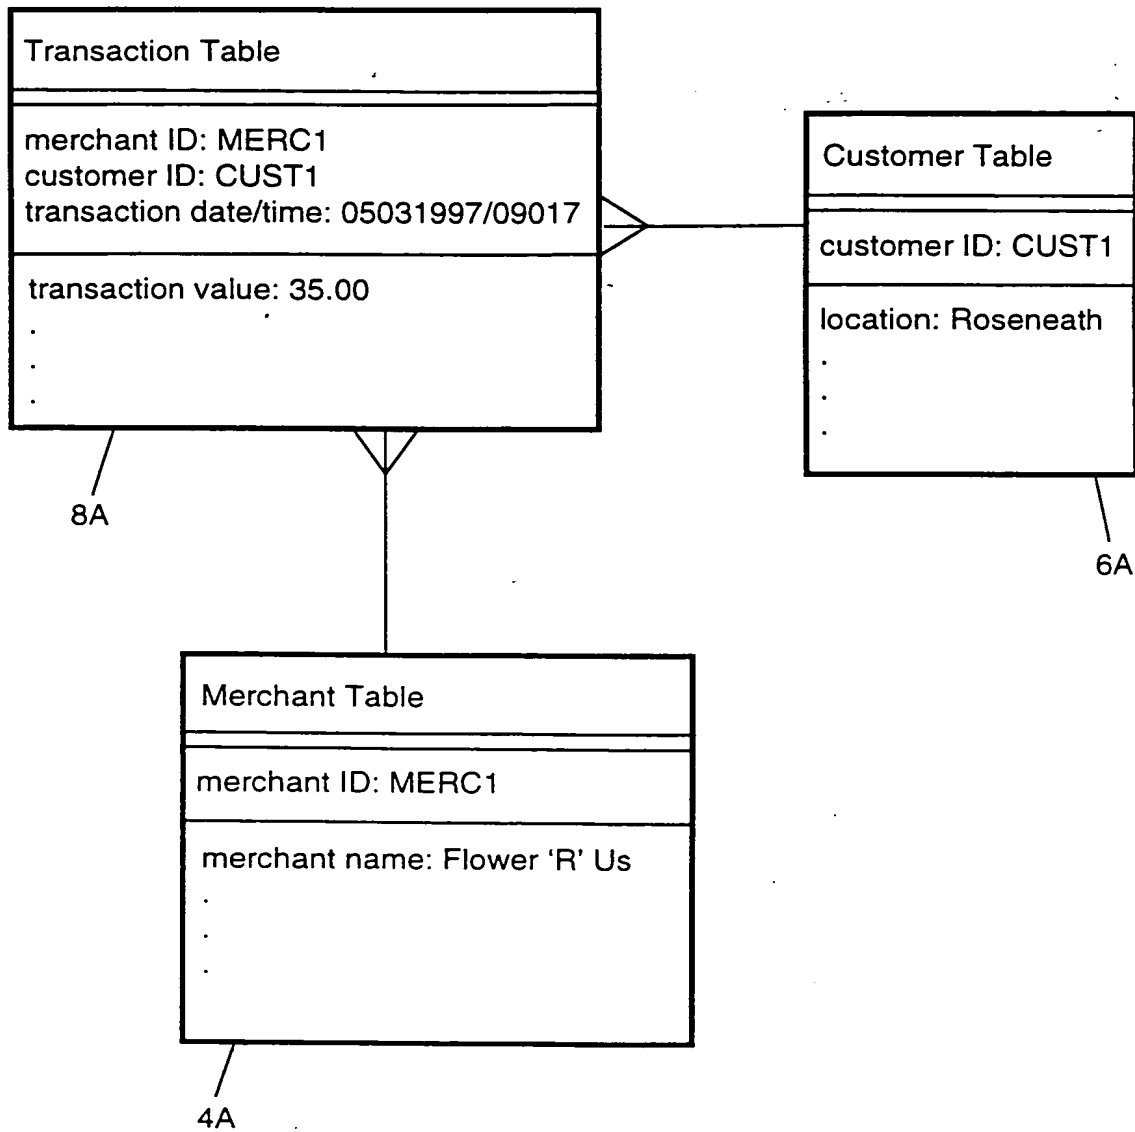 Transaction Table
merchant ID: MERC1
customer ID: CUST1
transaction date/time: 05031997/09017
transaction value: 35.00
.
.
.
8A
Customer Table
customer ID: CUST1
location: Roseneath
.
.
.
6A
Merchant Table
merchant ID: MERC1
merchant name: Flower ‘R’ Us
.
.
.
4A